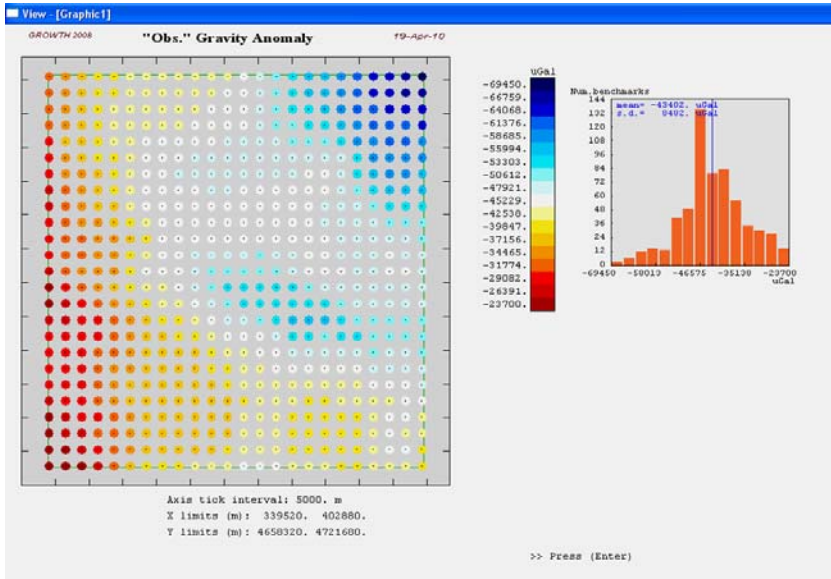 View - [Graphic1]
GROWTH 2008
"Obs." Gravity Anomaly
19-Apr-10
uGal
-69450.
-66759.
-64068.
-61376.
-58685.
-55994.
-53303.
-50612.
-47921.
-45229.
-42538.
-39847.
-37156.
-34465.
-31774.
-29082.
-26391.
-23700.
Num.benchmarks
mean= -43402. uGal
s.d.= 8482. uGal
144
132
120
108
96
84
72
60
48
36
24
12
0
-69450 -58013 -46575 -35138 -23700
uGal
Axis tick interval: 5000. m
X limits (m): 339520. 402880.
Y limits (m): 4658320. 4721680.
>> Press (Enter)